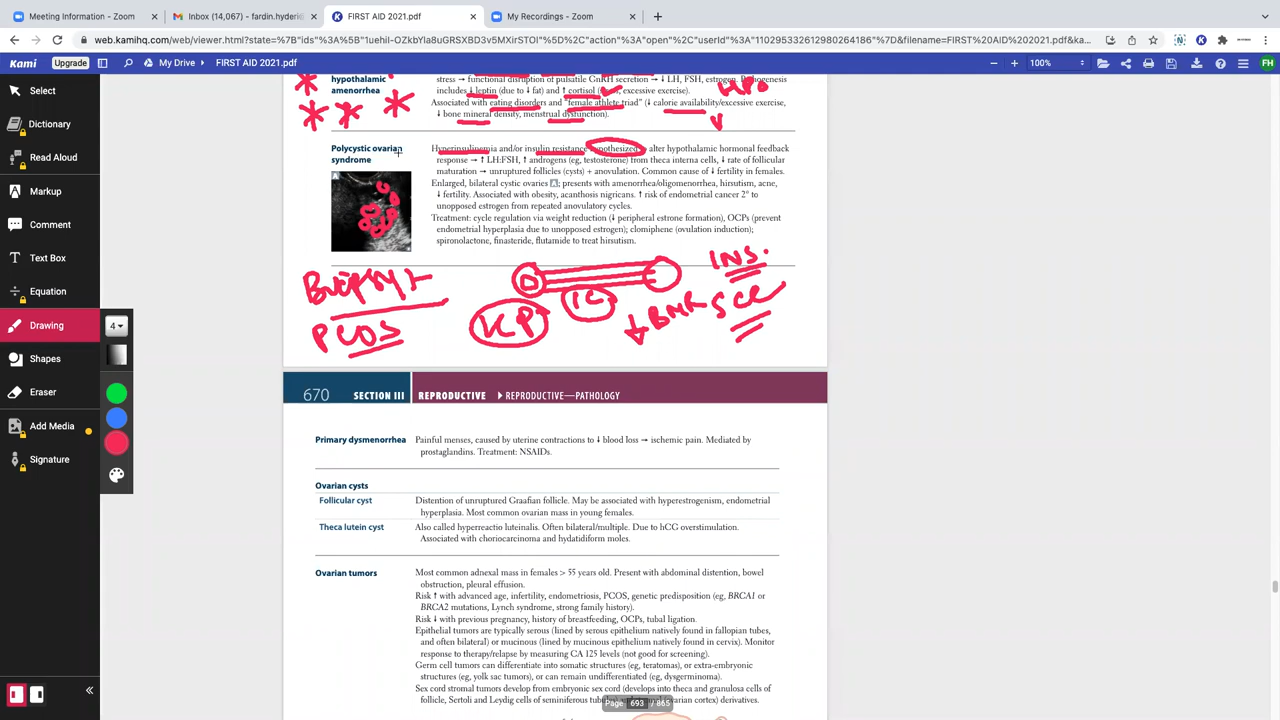 Meeting Information - Zoom
Inbox (14,067) - fardin.hyderi@
FIRST AID 2021.pdf
My Recordings - Zoom
web.kamihq.com/web/viewer.html?state=%7B"ids"%3A%5B"1uehiI-OZkbYIa8uGRSXBD3v5MXirSTOI"%5D%2C"action"%3A"open"%2C"userId"%3A"110295332612980264186"%7D&filename=FIRST%20AID%202021.pdf&ka...
Kami
Upgrade
My Drive
FIRST AID 2021.pdf
100%
FH
Select
Dictionary
Read Aloud
Markup
Comment
Text Box
Equation
Drawing
Shapes
Eraser
Add Media
Signature
4
hypothalamic
amenorrhea
stress → functional disruption of pulsatile GnRH secretion → ↓ LH, FSH, estrogen. Pathogenesis
includes ↓ leptin (due to ↓ fat) and ↑ cortisol excessive exercise).
Associated with eating disorders and "female athlete triad" (↓ caloric availability/excessive exercise,
↓ bone mineral density, menstrual dysfunction).
HPO
Polycystic ovarian
syndrome
Hyperinsulinemia and/or insulin resistance hypothesized to alter hypothalamic hormonal feedback
response → ↑ LH:FSH, ↑ androgens (eg, testosterone) from theca interna cells, ↓ rate of follicular
maturation → unruptured follicles (cysts) + anovulation. Common cause of ↓ fertility in females.
Enlarged, bilateral cystic ovaries A; presents with amenorrhea/oligomenorrhea, hirsutism, acne,
↓ fertility. Associated with obesity, acanthosis nigricans. ↑ risk of endometrial cancer 2° to
unopposed estrogen from repeated anovulatory cycles.
Treatment: cycle regulation via weight reduction (↓ peripheral estrone formation), OCPs (prevent
endometrial hyperplasia due to unopposed estrogen); clomiphene (ovulation induction);
spironolactone, finasteride, flutamide to treat hirsutism.
A
PCOS
KP
↓ BMR
INS.
670
SECTION III
REPRODUCTIVE
REPRODUCTIVE—PATHOLOGY
Primary dysmenorrhea
Painful menses, caused by uterine contractions to ↓ blood loss → ischemic pain. Mediated by
prostaglandins. Treatment: NSAIDs.
Ovarian cysts
Follicular cyst
Distention of unruptured Graafian follicle. May be associated with hyperestrogenism, endometrial
hyperplasia. Most common ovarian mass in young females.
Theca lutein cyst
Also called hyperreactio luteinalis. Often bilateral/multiple. Due to hCG overstimulation.
Associated with choriocarcinoma and hydatidiform moles.
Ovarian tumors
Most common adnexal mass in females > 55 years old. Present with abdominal distention, bowel
obstruction, pleural effusion.
Risk ↑ with advanced age, infertility, endometriosis, PCOS, genetic predisposition (eg, BRCA1 or
BRCA2 mutations, Lynch syndrome, strong family history).
Risk ↓ with previous pregnancy, history of breastfeeding, OCPs, tubal ligation.
Epithelial tumors are typically serous (lined by serous epithelium natively found in fallopian tubes,
and often bilateral) or mucinous (lined by mucinous epithelium natively found in cervix). Monitor
response to therapy/relapse by measuring CA 125 levels (not good for screening).
Germ cell tumors can differentiate into somatic structures (eg, teratomas), or extra-embryonic
structures (eg, yolk sac tumors), or can remain undifferentiated (eg, dysgerminoma).
Sex cord stromal tumors develop from embryonic sex cord (develops into theca and granulosa cells of
follicle, Sertoli and Leydig cells of seminiferous (ovarian cortex) derivatives.
Page 693 / 865